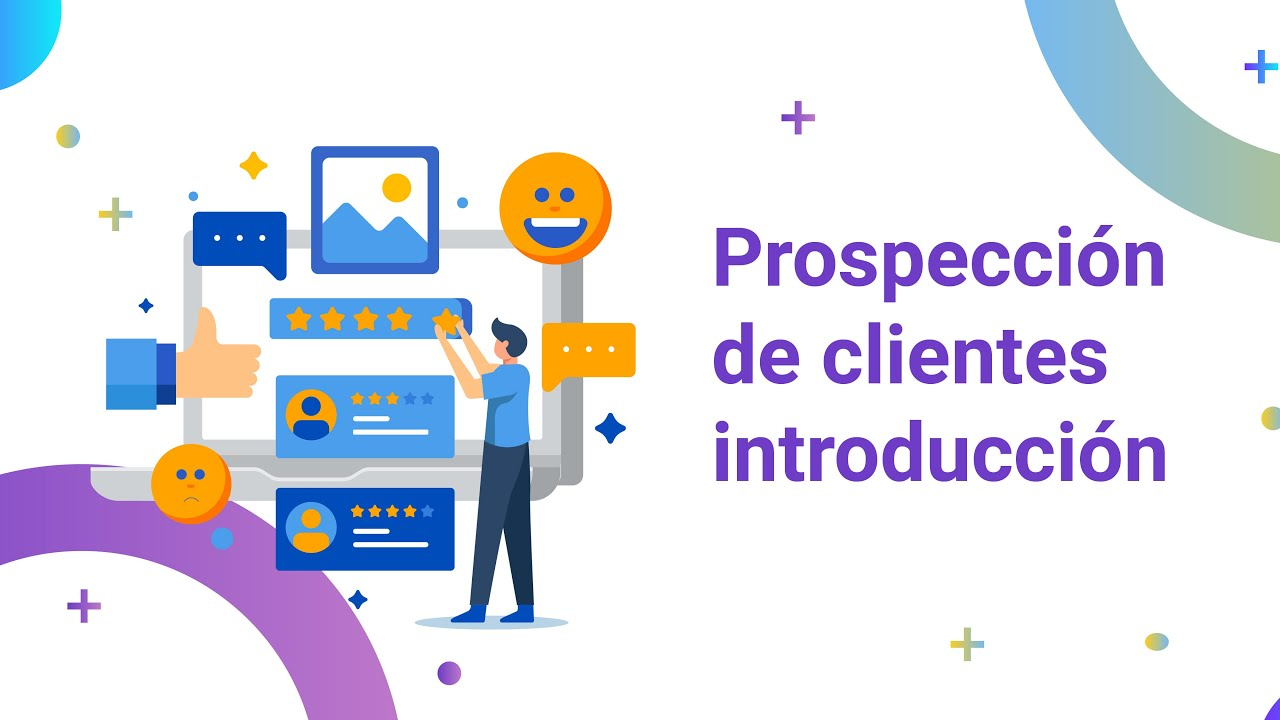 Prospección
de clientes
introducción